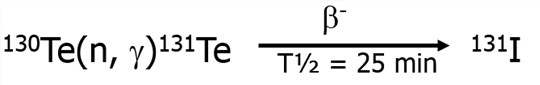 β⁻
¹³⁰Te(n, γ)¹³¹Te ¹³¹I
T½ = 25 min